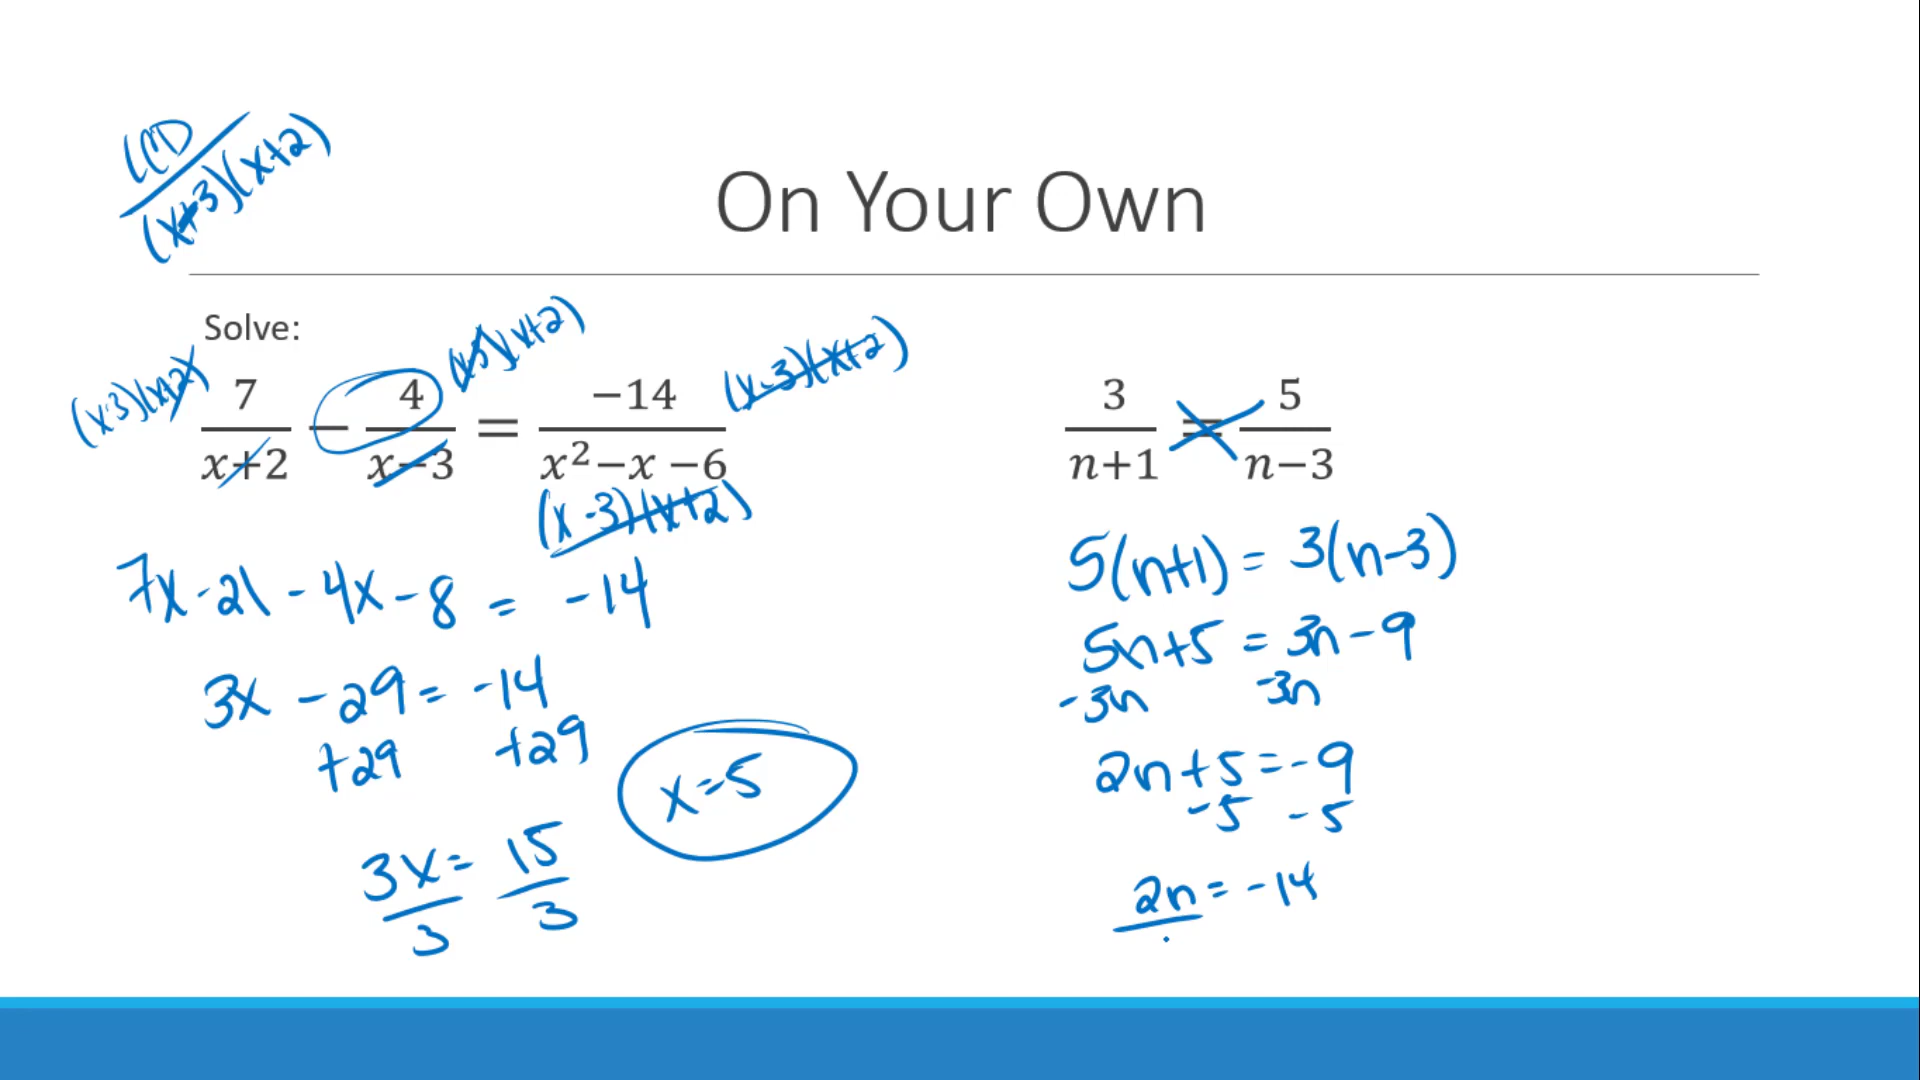 LCD
(x-3)(x+2)
On Your Own
Solve:
(x-3)(x+2) 7/(x+2) − 4/(x−3) (x-3)(x+2) = −14/(x²−x −6) (x-3)(x+2)
(x-3)(x+2)
7x - 21 - 4x - 8 = -14
3x - 29 = -14
+29 +29
3x = 15
3 3
x = 5
3/(n+1) = 5/(n−3)
5(n+1) = 3(n-3)
5n+5 = 3n-9
-3n -3n
2n+5 = -9
-5 -5
2n = -14